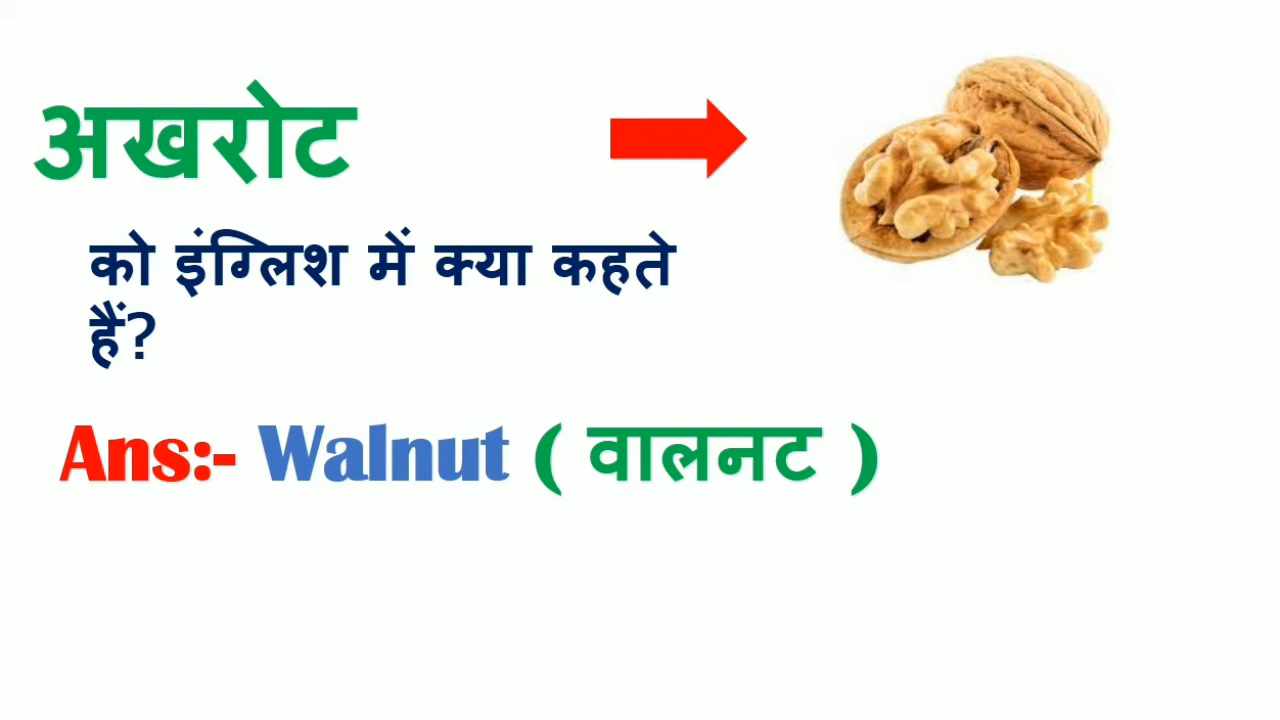 अखरोट
को इंग्लिश में क्या कहते
हैं?
Ans:- Walnut ( वालनट )